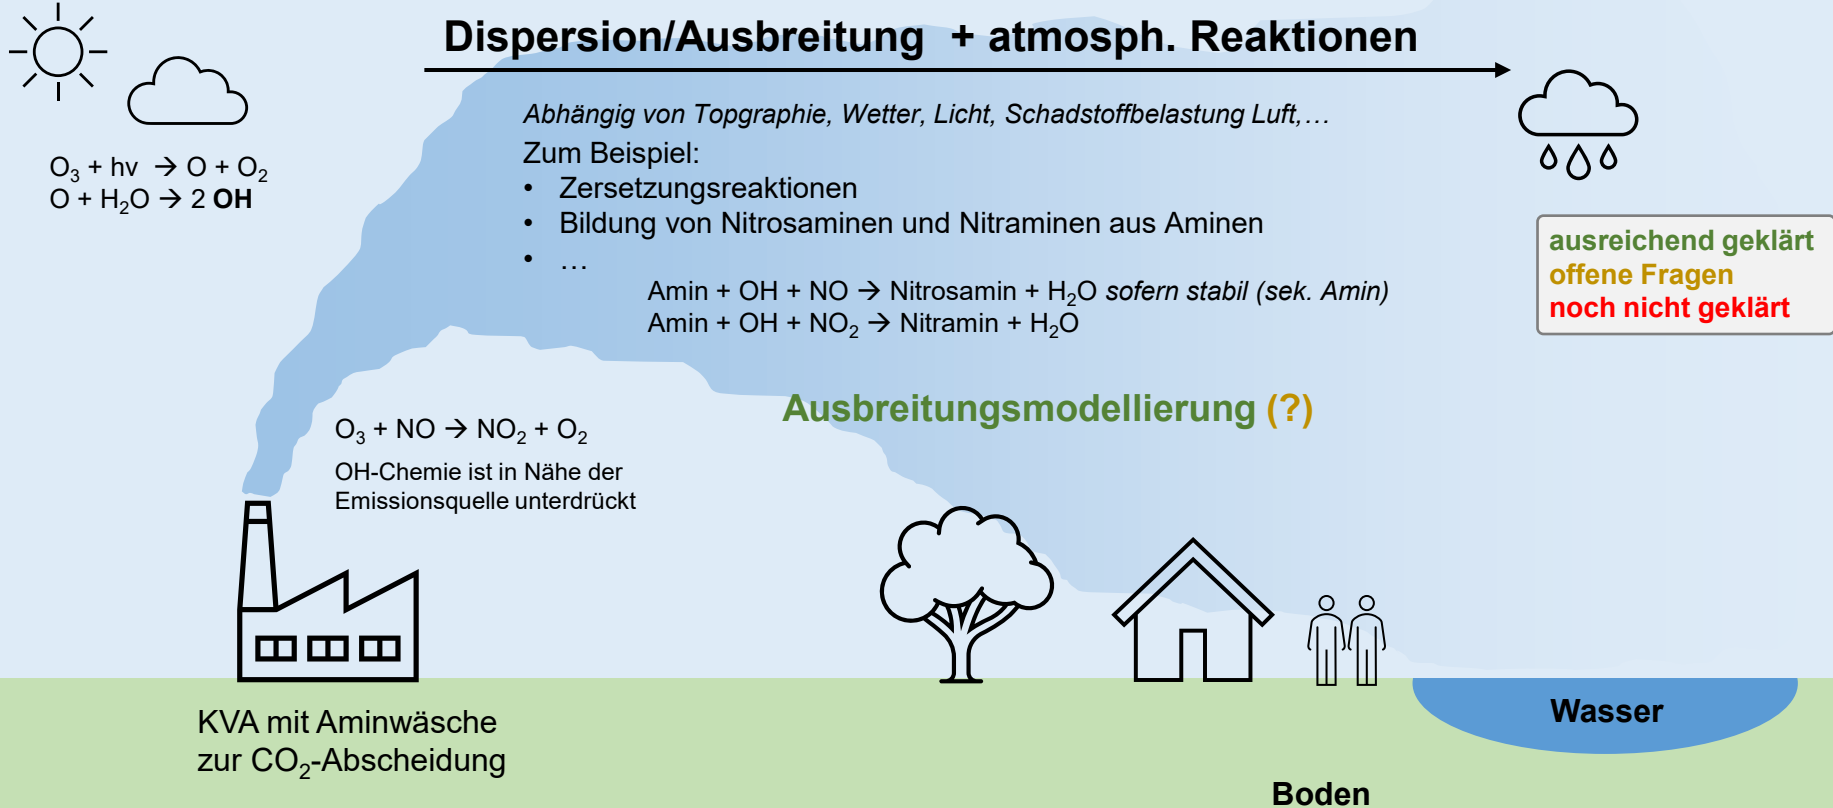 Dispersion/Ausbreitung + atmosph. Reaktionen
Abhängig von Topgraphie, Wetter, Licht, Schadstoffbelastung Luft,…
Zum Beispiel:
• Zersetzungsreaktionen
• Bildung von Nitrosaminen und Nitraminen aus Aminen
• …
Amin + OH + NO → Nitrosamin + H₂O sofern stabil (sek. Amin)
Amin + OH + NO₂ → Nitramin + H₂O
O₃ + hv → O + O₂
O + H₂O → 2 OH
ausreichend geklärt
offene Fragen
noch nicht geklärt
Ausbreitungsmodellierung (?)
O₃ + NO → NO₂ + O₂
OH-Chemie ist in Nähe der
Emissionsquelle unterdrückt
KVA mit Aminwäsche
zur CO₂-Abscheidung
Wasser
Boden